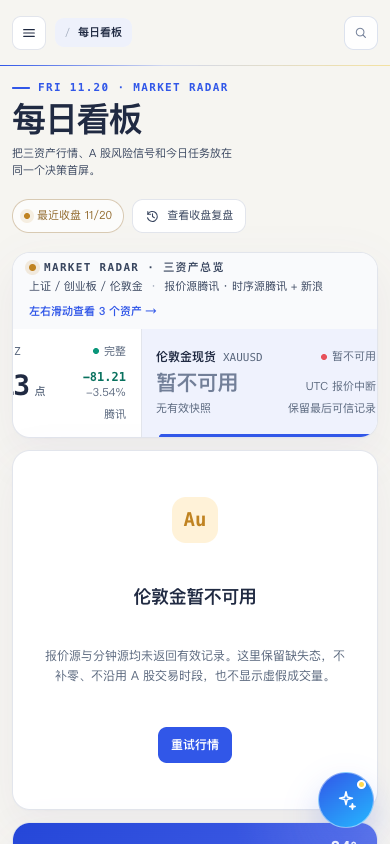 / 每日看板
FRI 11.20 · MARKET RADAR
每日看板
把三资产行情、A 股风险信号和今日任务放在
同一个决策首屏。
最近收盘 11/20
查看收盘复盘
MARKET RADAR · 三资产总览
上证 / 创业板 / 伦敦金 · 报价源腾讯 · 时序源腾讯 + 新浪
左右滑动查看 3 个资产 →
Z 完整
3 点 −81.21
−3.54%
腾讯
伦敦金现货 XAUUSD 暂不可用
暂不可用 UTC 报价中断
无有效快照 保留最后可信记录
Au
伦敦金暂不可用
报价源与分钟源均未返回有效记录。这里保留缺失态，不
补零、不沿用 A 股交易时段，也不显示虚假成交量。
重试行情